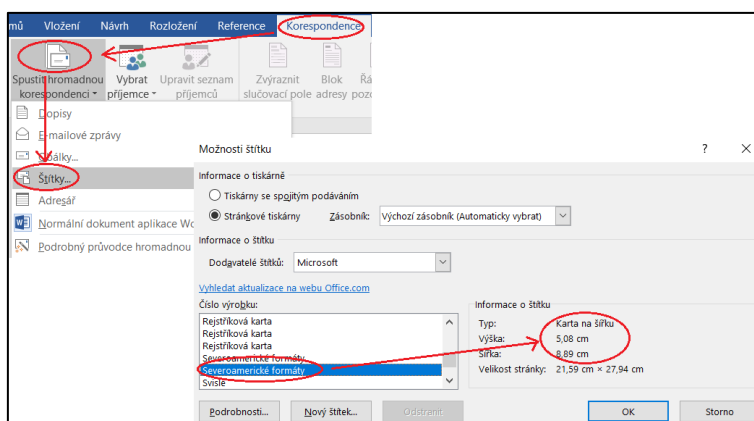 mů Vložení Návrh Rozložení Reference Korespondence
Spustit hromadnou korespondenci
Vybrat příjemce
Upravit seznam příjemců
Zvýraznit slučovací pole
Blok adresy
Dopisy
E-mailové zprávy
Obálky...
Štítky...
Adresář
Normální dokument aplikace Wo
Podrobný průvodce hromadnou
Možnosti štítku
?
Informace o tiskárně
Tiskárny se spojitým podáváním
Stránkové tiskárny Zásobník: Výchozí zásobník (Automaticky vybrat)
Informace o štítku
Dodavatelé štítků: Microsoft
Vyhledat aktualizace na webu Office.com
Číslo výrobku:
Rejstříková karta
Rejstříková karta
Rejstříková karta
Severoamerické formáty
Severoamerické formáty
Svislé
Informace o štítku
Typ: Karta na šířku
Výška: 5,08 cm
Šířka: 8,89 cm
Velikost stránky: 21,59 cm × 27,94 cm
Podrobnosti... Nový štítek... Odstranit... OK Storno